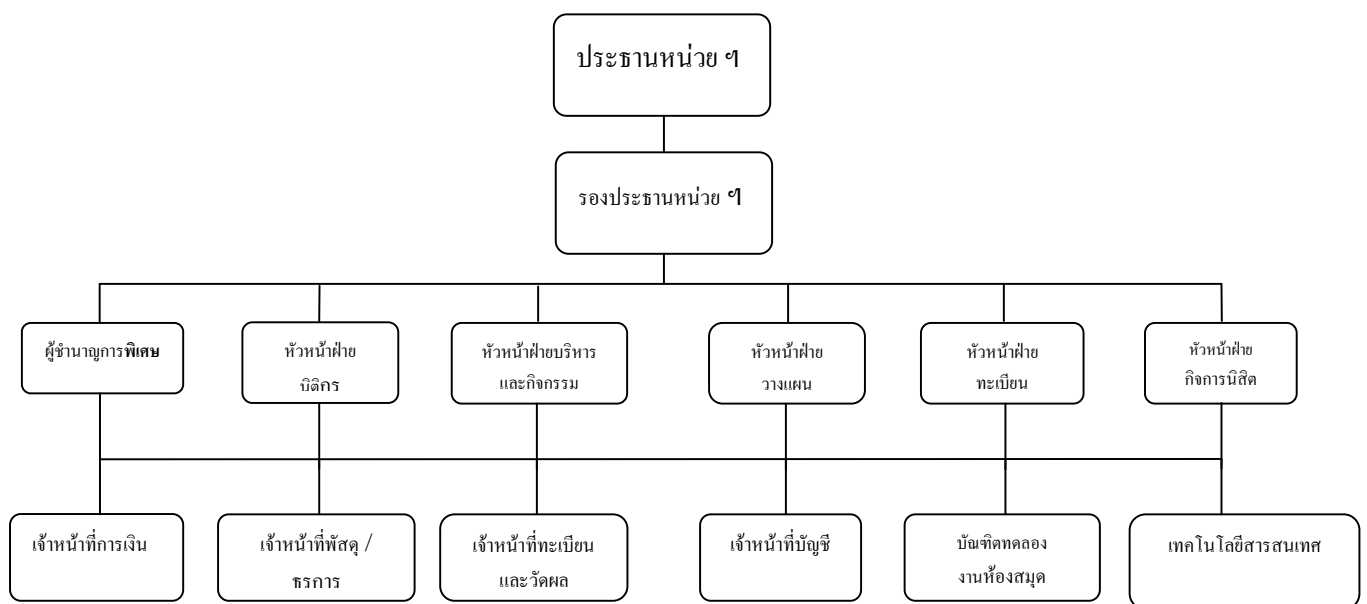 ประธานหน่วย ฯ
รองประธานหน่วย ฯ
ผู้ชำนาญการพิเศษ
หัวหน้าฝ่าย
บิติกร
หัวหน้าฝ่ายบริหาร
และกิจกรรม
หัวหน้าฝ่าย
วางแผน
หัวหน้าฝ่าย
ทะเบียน
หัวหน้าฝ่าย
กิจการนิสิต
เจ้าหน้าที่การเงิน
เจ้าหน้าที่พัสดุ /
ธรการ
เจ้าหน้าที่ทะเบียน
และวัดผล
เจ้าหน้าที่บัญชี
บัณฑิตทดลอง
งานห้องสมุด
เทคโนโลยีสารสนเทศ